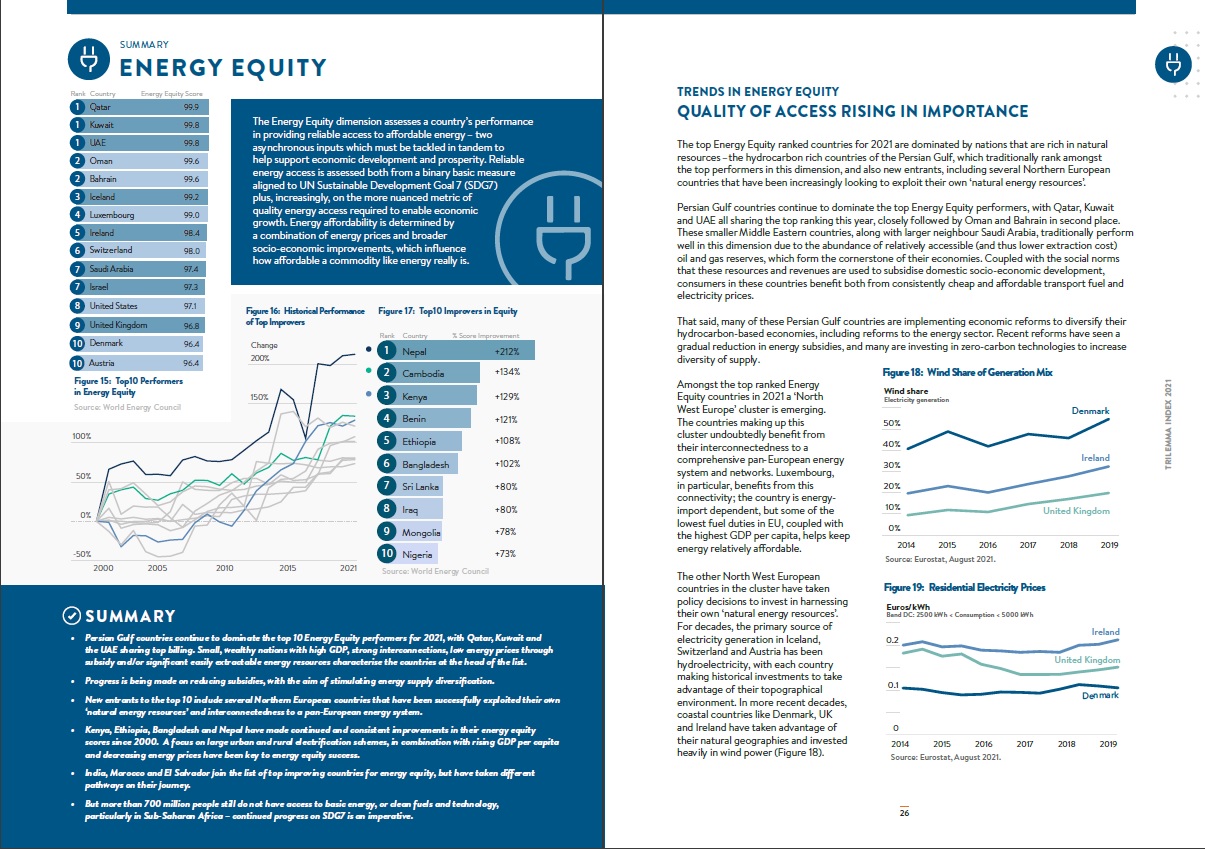 SUMMARY
ENERGY EQUITY
Rank Country Energy Equity Score
1 Qatar 99.9
1 Kuwait 99.8
1 UAE 99.8
2 Oman 99.6
2 Bahrain 99.6
3 Iceland 99.2
4 Luxembourg 99.0
5 Ireland 98.4
6 Switzerland 98.0
7 Saudi Arabia 97.4
7 Israel 97.3
8 United States 97.1
9 United Kingdom 96.8
10 Denmark 96.4
10 Austria 96.4
Figure 15: Top10 Performers
in Energy Equity
Source: World Energy Council
The Energy Equity dimension assesses a country's performance
in providing reliable access to affordable energy – two
asynchronous inputs which must be tackled in tandem to
help support economic development and prosperity. Reliable
energy access is assessed both from a binary basic measure
aligned to UN Sustainable Development Goal 7 (SDG7)
plus, increasingly, on the more nuanced metric of
quality energy access required to enable economic
growth. Energy affordability is determined by
a combination of energy prices and broader
socio-economic improvements, which influence
how affordable a commodity like energy really is.
Figure 16: Historical Performance
of Top Improvers
Change
200%
150%
100%
50%
0%
-50%
2000 2005 2010 2015 2021
Figure 17: Top10 Improvers in Equity
Rank Country % Score Improvement
1 Nepal +212%
2 Cambodia +134%
3 Kenya +129%
4 Benin +121%
5 Ethiopia +108%
6 Bangladesh +102%
7 Sri Lanka +80%
8 Iraq +80%
9 Mongolia +78%
10 Nigeria +73%
Source: World Energy Council
SUMMARY
• Persian Gulf countries continue to dominate the top 10 Energy Equity performers for 2021, with Qatar, Kuwait and
the UAE sharing top billing. Small, wealthy nations with high GDP, strong interconnections, low energy prices through
subsidy and/or significant easily extractable energy resources characterise the countries at the head of the list.
• Progress is being made on reducing subsidies, with the aim of stimulating energy supply diversification.
• New entrants to the top 10 include several Northern European countries that have been successfully exploited their own
'natural energy resources' and interconnectedness to a pan-European energy system.
• Kenya, Ethiopia, Bangladesh and Nepal have made continued and consistent improvements in their energy equity
scores since 2000. A focus on large urban and rural electrification schemes, in combination with rising GDP per capita
and decreasing energy prices have been key to energy equity success.
• India, Morocco and El Salvador join the list of top improving countries for energy equity, but have taken different
pathways on their journey.
• But more than 700 million people still do not have access to basic energy, or clean fuels and technology,
particularly in Sub-Saharan Africa – continued progress on SDG7 is an imperative.
TRENDS IN ENERGY EQUITY
QUALITY OF ACCESS RISING IN IMPORTANCE
The top Energy Equity ranked countries for 2021 are dominated by nations that are rich in natural
resources – the hydrocarbon rich countries of the Persian Gulf, which traditionally rank amongst
the top performers in this dimension, and also new entrants, including several Northern European
countries that have been increasingly looking to exploit their own 'natural energy resources'.
Persian Gulf countries continue to dominate the top Energy Equity performers, with Qatar, Kuwait
and UAE all sharing the top ranking this year, closely followed by Oman and Bahrain in second place.
These smaller Middle Eastern countries, along with larger neighbour Saudi Arabia, traditionally perform
well in this dimension due to the abundance of relatively accessible (and thus lower extraction cost)
oil and gas reserves, which form the cornerstone of their economies. Coupled with the social norms
that these resources and revenues are used to subsidise domestic socio-economic development,
consumers in these countries benefit both from consistently cheap and affordable transport fuel and
electricity prices.
That said, many of these Persian Gulf countries are implementing economic reforms to diversify their
hydrocarbon-based economies, including reforms to the energy sector. Recent reforms have seen a
gradual reduction in energy subsidies, and many are investing in zero-carbon technologies to increase
diversity of supply.
Amongst the top ranked Energy
Equity countries in 2021 a 'North
West Europe' cluster is emerging.
The countries making up this
cluster undoubtedly benefit from
their interconnectedness to a
comprehensive pan-European energy
system and networks. Luxembourg,
in particular, benefits from this
connectivity; the country is energy-
import dependent, but some of the
lowest fuel duties in EU, coupled with
the highest GDP per capita, helps keep
energy relatively affordable.
The other North West European
countries in the cluster have taken
policy decisions to invest in harnessing
their own 'natural energy resources'.
For decades, the primary source of
electricity generation in Iceland,
Switzerland and Austria has been
hydroelectricity, with each country
making historical investments to take
advantage of their topographical
environment. In more recent decades,
coastal countries like Denmark, UK
and Ireland have taken advantage of
their natural geographies and invested
heavily in wind power (Figure 18).
Figure 18: Wind Share of Generation Mix
Wind share
Electricity generation
50%
40%
30%
20%
10%
0%
Denmark
Ireland
United Kingdom
2014 2015 2016 2017 2018 2019
Source: Eurostat, August 2021.
Figure 19: Residential Electricity Prices
Euros/kWh
Band DC: 2500 kWh < Consumption < 5000 kWh
0.2
0.1
0
Ireland
United Kingdom
Denmark
2014 2015 2016 2017 2018 2019
Source: Eurostat, August 2021.
TRILEMMA INDEX 2021
26